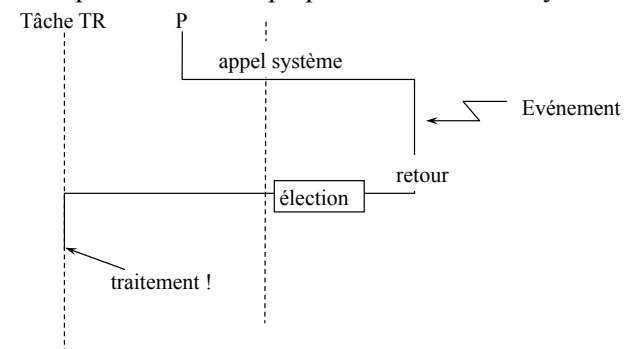 Tâche TR
P
appel système
Evénement
retour
élection
traitement !